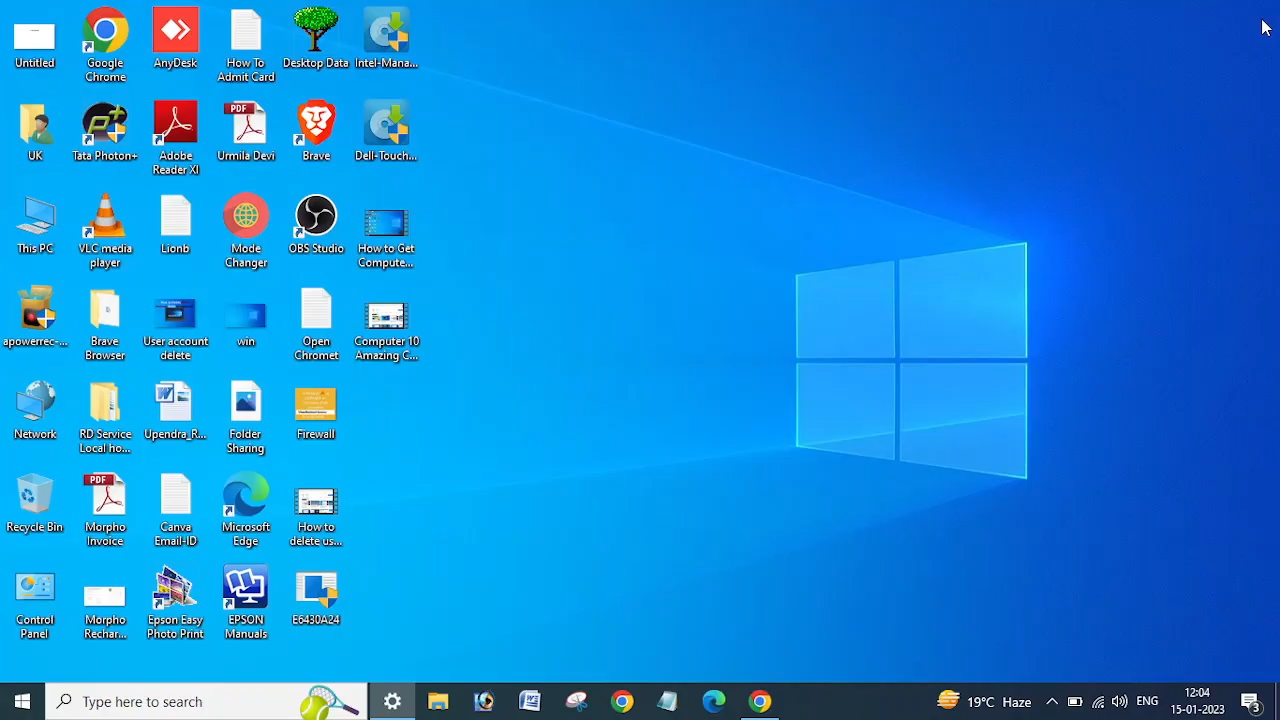 Untitled
Google
Chrome
AnyDesk
How To
Admit Card
Desktop Data
Intel-Mana...
UK
Tata Photon+
Adobe
Reader XI
PDF
Urmila Devi
Brave
Dell-Touch...
This PC
VLC media
player
Lionb
Mode
Changer
OBS Studio
How to Get
Compute...
apowerrec-...
Brave
Browser
User account
delete
win
Open
Chromet
Computer 10
Amazing C...
Network
RD Service
Local ho...
Upendra_R...
Folder
Sharing
Firewall
Recycle Bin
PDF
Morpho
Invoice
Canva
Email-ID
Microsoft
Edge
How to
delete us...
Control
Panel
Morpho
Rechar...
Epson Easy
Photo Print
EPSON
Manuals
E6430A24
Type here to search
19°C Haze
ENG
12:04
15-01-2023
3